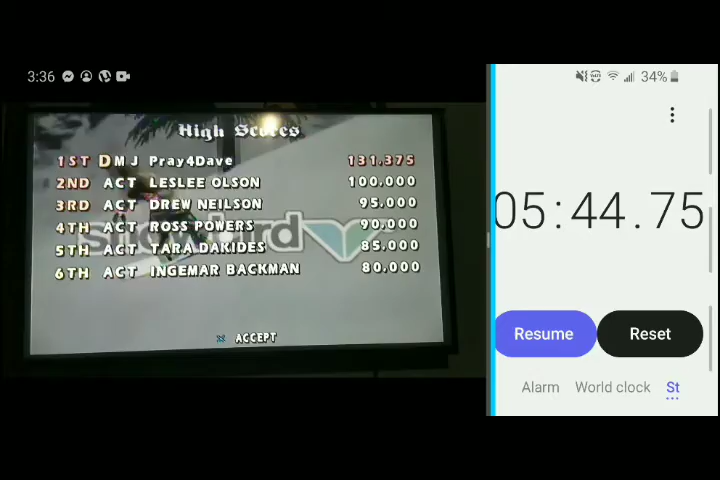 3:36
34%
High Scores
1ST DMJ Pray4Dave 131.375
2ND ACT LESLEE OLSON 100.000
3RD ACT DREW NEILSON 95.000
4TH ACT ROSS POWERS 90.000
5TH ACT TARA DAKIDES 85.000
6TH ACT INGEMAR BACKMAN 80.000
ACCEPT
05:44.75
Resume Reset
Alarm World clock St